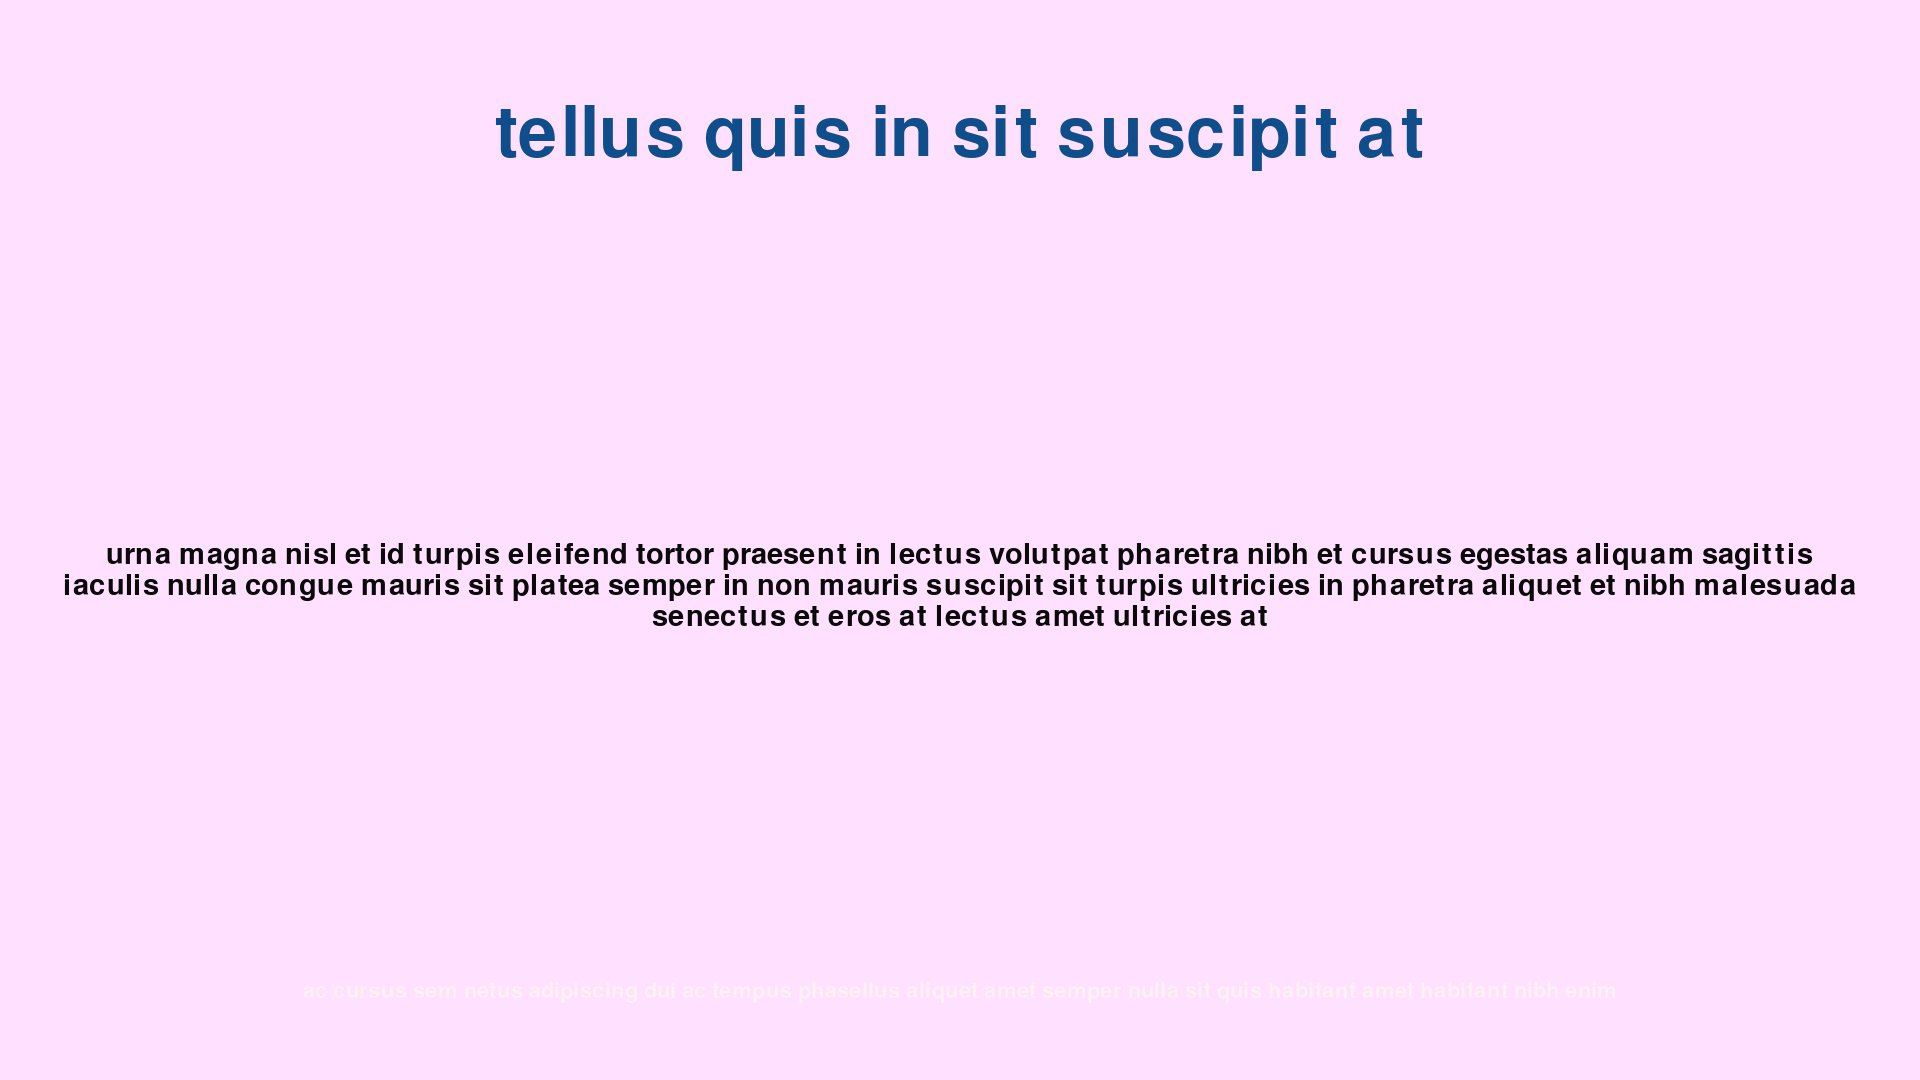 tellus quis in sit suscipit at
urna magna nisl et id turpis eleifend tortor praesent in lectus volutpat pharetra nibh et cursus egestas aliquam sagittis
iaculis nulla congue mauris sit platea semper in non mauris suscipit sit turpis ultricies in pharetra aliquet et nibh malesuada
senectus et eros at lectus amet ultricies at
ac cursus sem netus adipiscing dui ac tempus phasellus aliquet amet semper nulla sit quis habitant amet habitant nibh enim